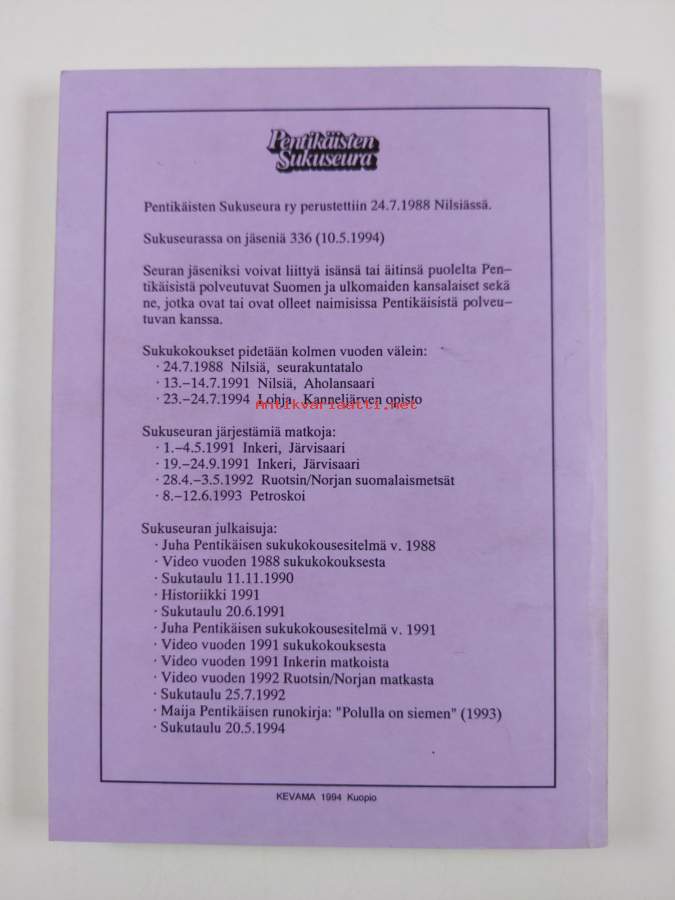 Pentikäisten
Sukuseura
Pentikäisten Sukuseura ry perustettiin 24.7.1988 Nilsiässä.
Sukuseurassa on jäseniä 336 (10.5.1994)
Seuran jäseniksi voivat liittyä isänsä tai äitinsä puolelta Pen-
tikäisistä polveutuvat Suomen ja ulkomaiden kansalaiset sekä
ne, jotka ovat tai ovat olleet naimisissa Pentikäisistä polveu-
tuvan kanssa.
Sukukokoukset pidetään kolmen vuoden välein:
· 24.7.1988 Nilsiä, seurakuntatalo
· 13.-14.7.1991 Nilsiä, Aholansaari
· 23.-24.7.1994 Lohja, Kanneljärven opisto
Antikvariaatti.net
Sukuseuran järjestämiä matkoja:
· 1.-4.5.1991 Inkeri, Järvisaari
· 19.-24.9.1991 Inkeri, Järvisaari
· 28.4.-3.5.1992 Ruotsin/Norjan suomalaismetsät
· 8.-12.6.1993 Petroskoi
Sukuseuran julkaisuja:
· Juha Pentikäisen sukukokousesitelmä v. 1988
· Video vuoden 1988 sukukokouksesta
· Sukutaulu 11.11.1990
· Historiikki 1991
· Sukutaulu 20.6.1991
· Juha Pentikäisen sukukokousesitelmä v. 1991
· Video vuoden 1991 sukukokouksesta
· Video vuoden 1991 Inkerin matkoista
· Video vuoden 1992 Ruotsin/Norjan matkasta
· Sukutaulu 25.7.1992
· Maija Pentikäisen runokirja: "Polulla on siemen" (1993)
· Sukutaulu 20.5.1994
KEVAMA 1994 Kuopio